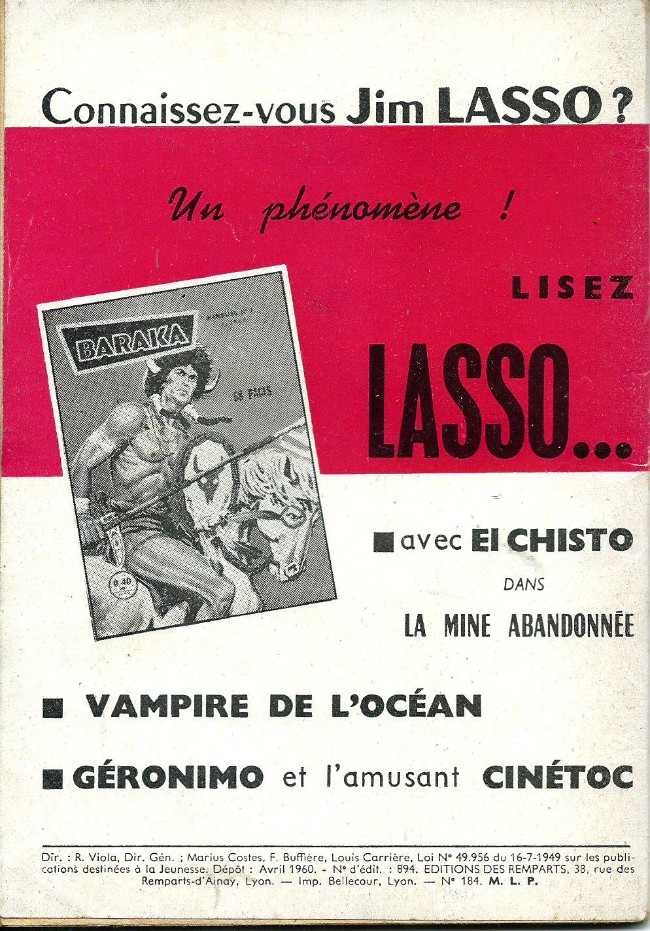 Connaissez-vous Jim LASSO ?
Un phénomène !
LISEZ
LASSO...
BARAKA
MENSUEL N° 1
68 PAGES
0,40
■ avec El CHISTO
DANS
LA MINE ABANDONNÉE
■ VAMPIRE DE L'OCÉAN
■ GÉRONIMO et l'amusant CINÉTOC
Dir. : R. Viola, Dir. Gén. ; Marius Costes, F. Buffière, Louis Carrière, Loi N° 49.956 du 16-7-1949 sur les publi-
cations destinées à la Jeunesse. Dépôt : Avril 1960. - N° d'édit. : 894. EDITIONS DES REMPARTS, 38, rue des
Remparts-d'Ainay, Lyon. — Imp. Bellecour, Lyon. — N° 184. M. L. P.